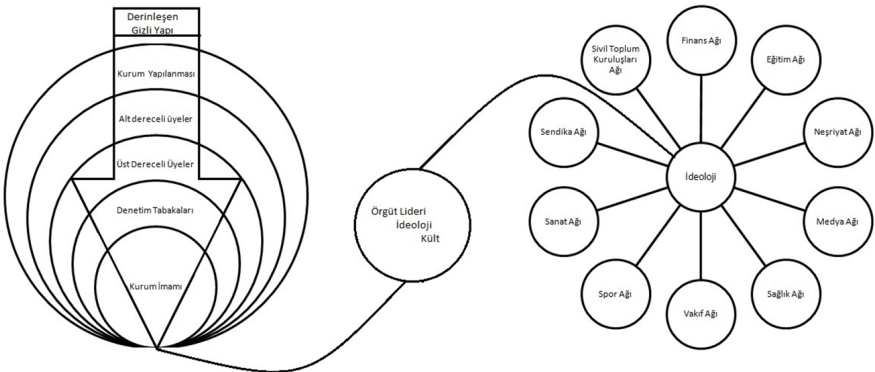 Derinleşen
Gizli Yapı
Kurum Yapılanması
Alt dereceli üyeler
Üst Dereceli Üyeler
Denetim Tabakaları
Kurum İmamı
Örgüt Lideri
İdeoloji
Kült
Sivil Toplum
Kuruluşları
Ağı
Finans Ağı
Eğitim Ağı
Sendika Ağı
Neşriyat Ağı
İdeoloji
Sanat Ağı
Medya Ağı
Spor Ağı
Sağlık Ağı
Vakıf Ağı